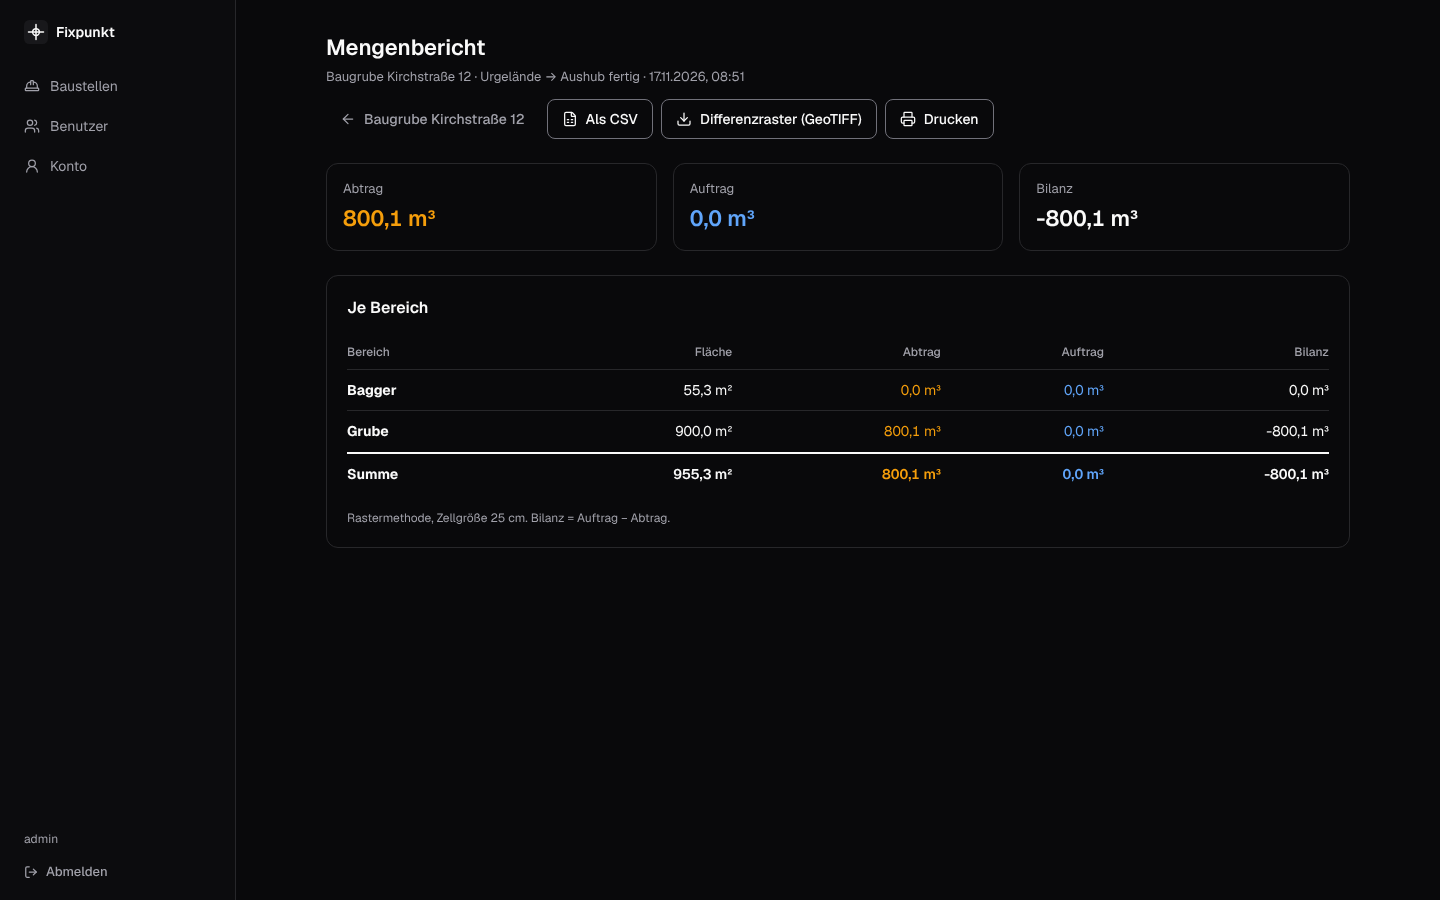 Fixpunkt
Baustellen
Benutzer
Konto
admin
Abmelden
Mengenbericht
Baugrube Kirchstraße 12 · Urgelände → Aushub fertig · 17.11.2026, 08:51
← Baugrube Kirchstraße 12 Als CSV Differenzraster (GeoTIFF) Drucken
Abtrag Auftrag Bilanz
800,1 m³ 0,0 m³ -800,1 m³
Je Bereich
Bereich Fläche Abtrag Auftrag Bilanz
Bagger 55,3 m² 0,0 m³ 0,0 m³ 0,0 m³
Grube 900,0 m² 800,1 m³ 0,0 m³ -800,1 m³
Summe 955,3 m² 800,1 m³ 0,0 m³ -800,1 m³
Rastermethode, Zellgröße 25 cm. Bilanz = Auftrag − Abtrag.